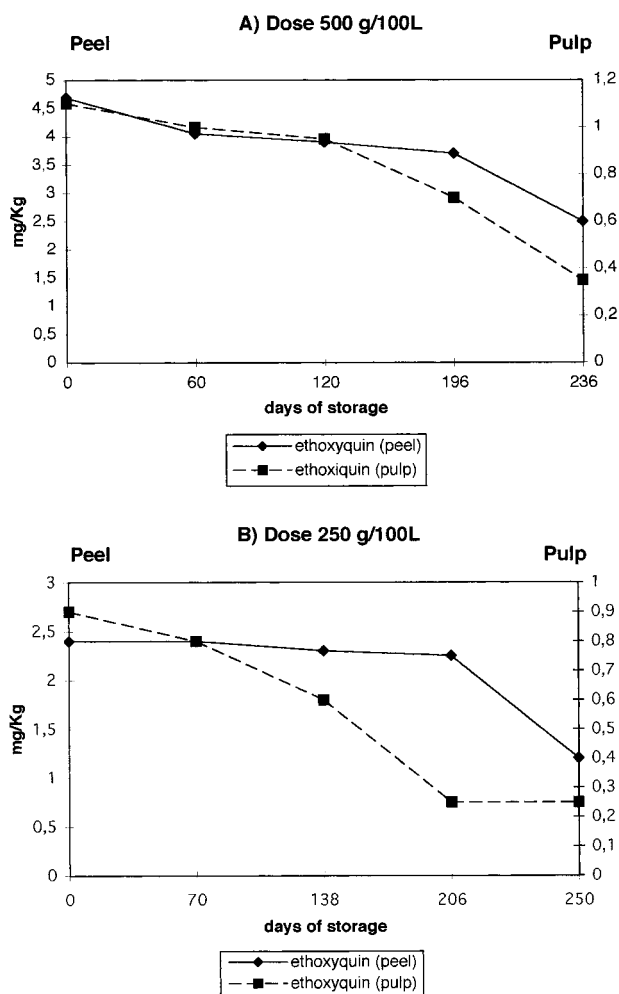 A) Dose 500 g/100L
Peel Pulp
5 1,2
4,5
4 1
3,5
3 0,8
2,5 0,6
2
1,5 0,4
1
0,5 0,2
0 0
mg/Kg
0 60 120 196 236
days of storage
ethoxyquin (peel)
ethoxiquin (pulp)
B) Dose 250 g/100L
Peel Pulp
3 1
0,9
2,5 0,8
2 0,7
0,6
1,5 0,5
0,4
1 0,3
0,5 0,2
0,1
0 0
mg/Kg
0 70 138 206 250
days of storage
ethoxyquin (peel)
ethoxyquin (pulp)